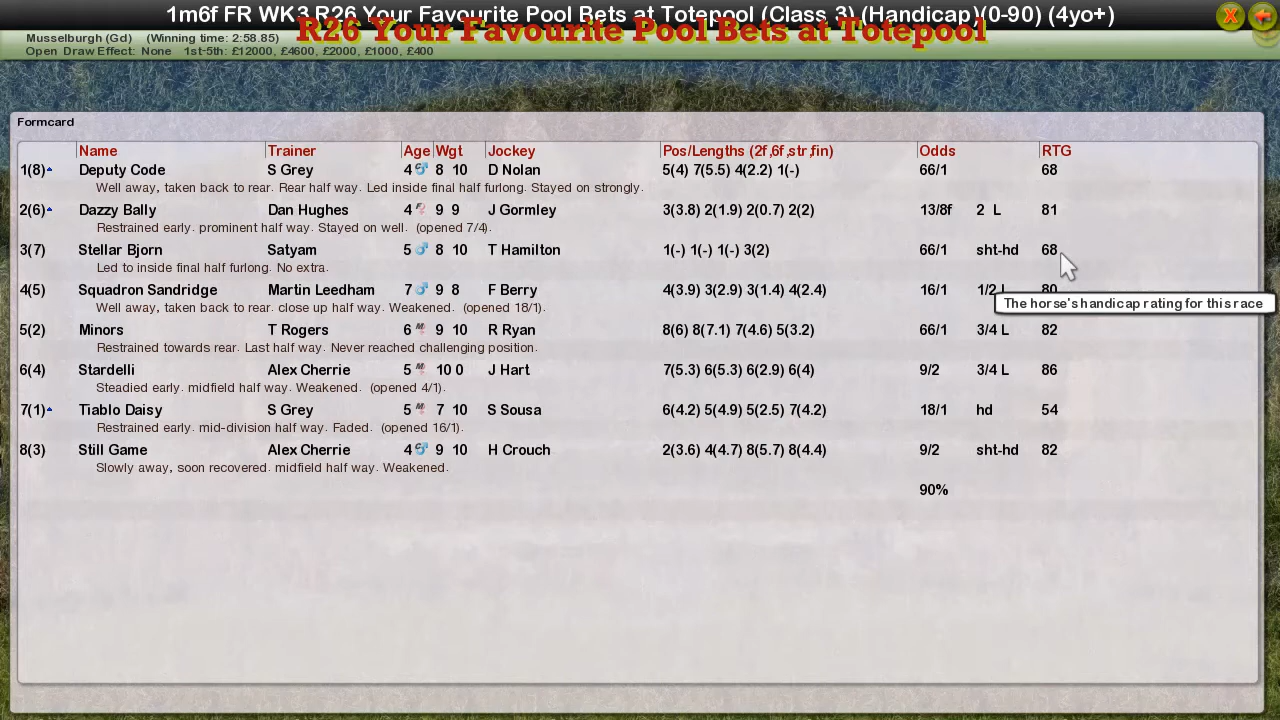 1m6f FR WK3 R26 Your Favourite Pool Bets at Totepool (Class 3) (Handicap)(0-90) (4yo+)
R26 Your Favourite Pool Bets at Totepool
Musselburgh (Gd) (Winning time: 2:58.85)
Open Draw Effect: None 1st-5th: £12000, £4600, £2000, £1000, £400
Formcard
Name Trainer Age Wgt Jockey Pos/Lengths (2f,6f,str,fin) Odds RTG
1(8) Deputy Code S Grey 4 8 10 D Nolan 5(4) 7(5.5) 4(2.2) 1(-) 66/1 68
Well away, taken back to rear. Rear half way. Led inside final half furlong. Stayed on strongly.
2(6) Dazzy Bally Dan Hughes 4 9 9 J Gormley 3(3.8) 2(1.9) 2(0.7) 2(2) 13/8f 2 L 81
Restrained early. prominent half way. Stayed on well. (opened 7/4).
3(7) Stellar Bjorn Satyam 5 8 10 T Hamilton 1(-) 1(-) 1(-) 3(2) 66/1 sht-hd 68
Led to inside final half furlong. No extra.
4(5) Squadron Sandridge Martin Leedham 7 9 8 F Berry 4(3.9) 3(2.9) 3(1.4) 4(2.4) 16/1 1/2 L 80
The horse's handicap rating for this race
Well away, taken back to rear. close up half way. Weakened. (opened 18/1).
5(2) Minors T Rogers 6 9 10 R Ryan 8(6) 8(7.1) 7(4.6) 5(3.2) 66/1 3/4 L 82
Restrained towards rear. Last half way. Never reached challenging position.
6(4) Stardelli Alex Cherrie 5 10 0 J Hart 7(5.3) 6(5.3) 6(2.9) 6(4) 9/2 3/4 L 86
Steadied early. midfield half way. Weakened. (opened 4/1).
7(1) Tiablo Daisy S Grey 5 7 10 S Sousa 6(4.2) 5(4.9) 5(2.5) 7(4.2) 18/1 hd 54
Restrained early. mid-division half way. Faded. (opened 16/1).
8(3) Still Game Alex Cherrie 4 9 10 H Crouch 2(3.6) 4(4.7) 8(5.7) 8(4.4) 9/2 sht-hd 82
Slowly away, soon recovered. midfield half way. Weakened.
90%